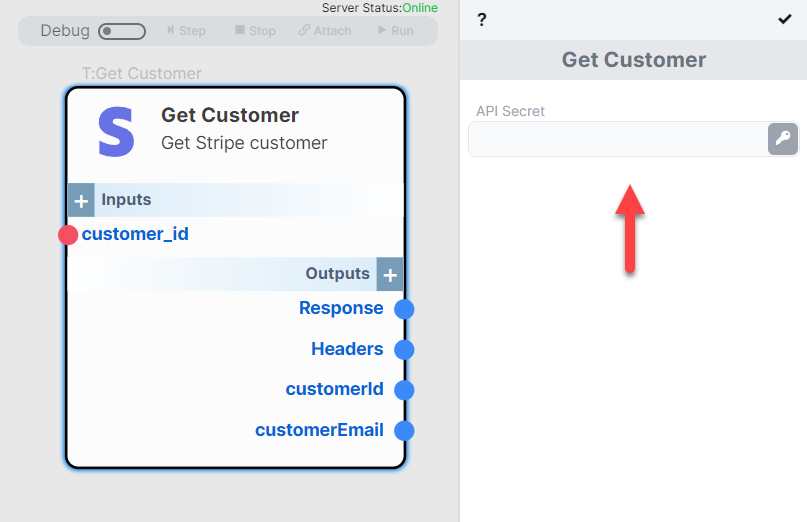 Server Status:Online
Debug
Step
Stop
Attach
Run
T:Get Customer
Get Customer
Get Stripe customer
Inputs
customer_id
Outputs
Response
Headers
customerId
customerEmail
?
Get Customer
API Secret